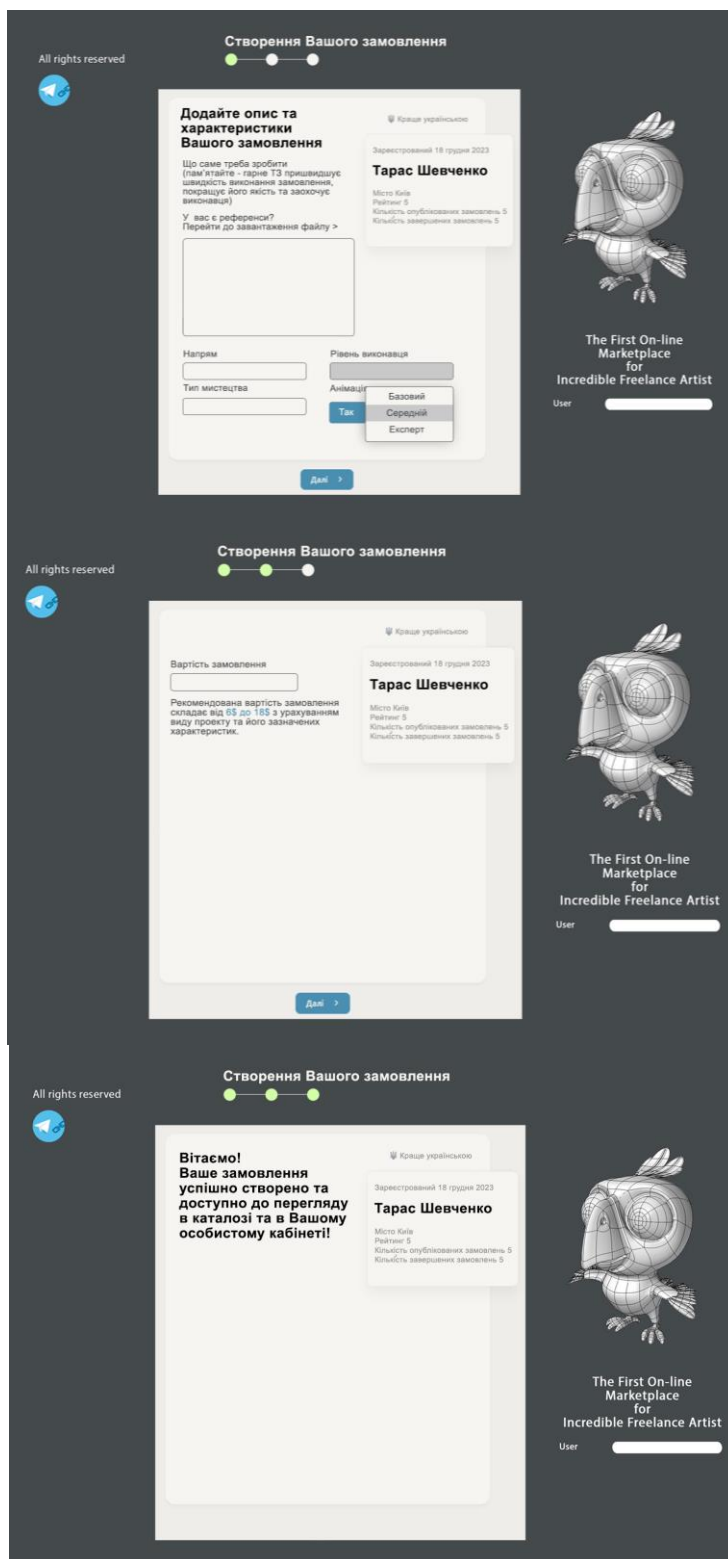 Створення Вашого замовлення
All rights reserved
Додайте опис та
характеристики
Вашого замовлення
Що саме треба зробити
(пам'ятайте - гарне ТЗ пришвидшує
швидкість виконання замовлення,
покращує його якість та заохочує
виконавця)
У вас є референси?
Перейти до завантаження файлу >
Краще українською
Зареєстрований 18 грудня 2023
Тарас Шевченко
Місто Київ
Рейтинг 5
Кількість опублікованих замовлень 5
Кількість завершених замовлень 5
Напрям
Рівень виконавця
Тип мистецтва
Анімація
Так
Базовий
Середній
Експерт
Далі >
The First On-line
Marketplace
for
Incredible Freelance Artist
User
Створення Вашого замовлення
All rights reserved
Краще українською
Вартість замовлення
Рекомендована вартість замовлення
складає від 6$ до 18$ з урахуванням
виду проекту та його зазначених
характеристик.
Зареєстрований 18 грудня 2023
Тарас Шевченко
Місто Київ
Рейтинг 5
Кількість опублікованих замовлень 5
Кількість завершених замовлень 5
Далі >
The First On-line
Marketplace
for
Incredible Freelance Artist
User
Створення Вашого замовлення
All rights reserved
Вітаємо!
Ваше замовлення
успішно створено та
доступно до перегляду
в каталозі та в Вашому
особистому кабінеті!
Краще українською
Зареєстрований 18 грудня 2023
Тарас Шевченко
Місто Київ
Рейтинг 5
Кількість опублікованих замовлень 5
Кількість завершених замовлень 5
The First On-line
Marketplace
for
Incredible Freelance Artist
User